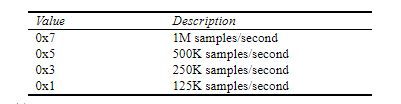 Value Description
0x7 1M samples/second
0x5 500K samples/second
0x3 250K samples/second
0x1 125K samples/second